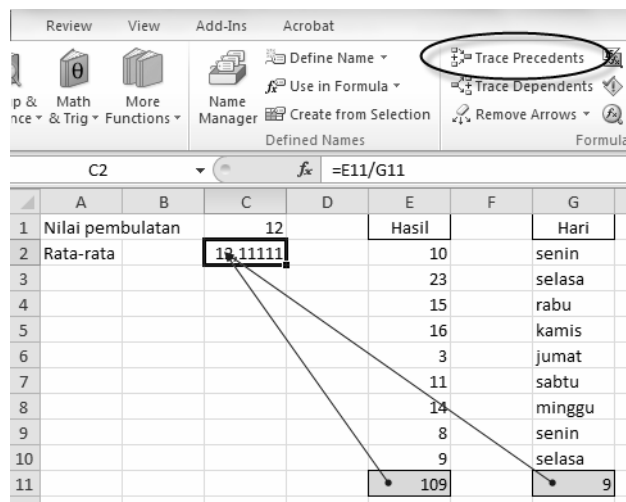 Review View Add-Ins Acrobat
Define Name Trace Precedents
Use in Formula Trace Dependents
Math & Trig More Functions Name Manager Create from Selection Remove Arrows
Defined Names
C2 fx =E11/G11
A B C D E F G
1 Nilai pembulatan 12 Hasil Hari
2 Rata-rata 12.11111 10 senin
3 23 selasa
4 15 rabu
5 16 kamis
6 3 jumat
7 11 sabtu
8 14 minggu
9 8 senin
10 9 selasa
11 109 9